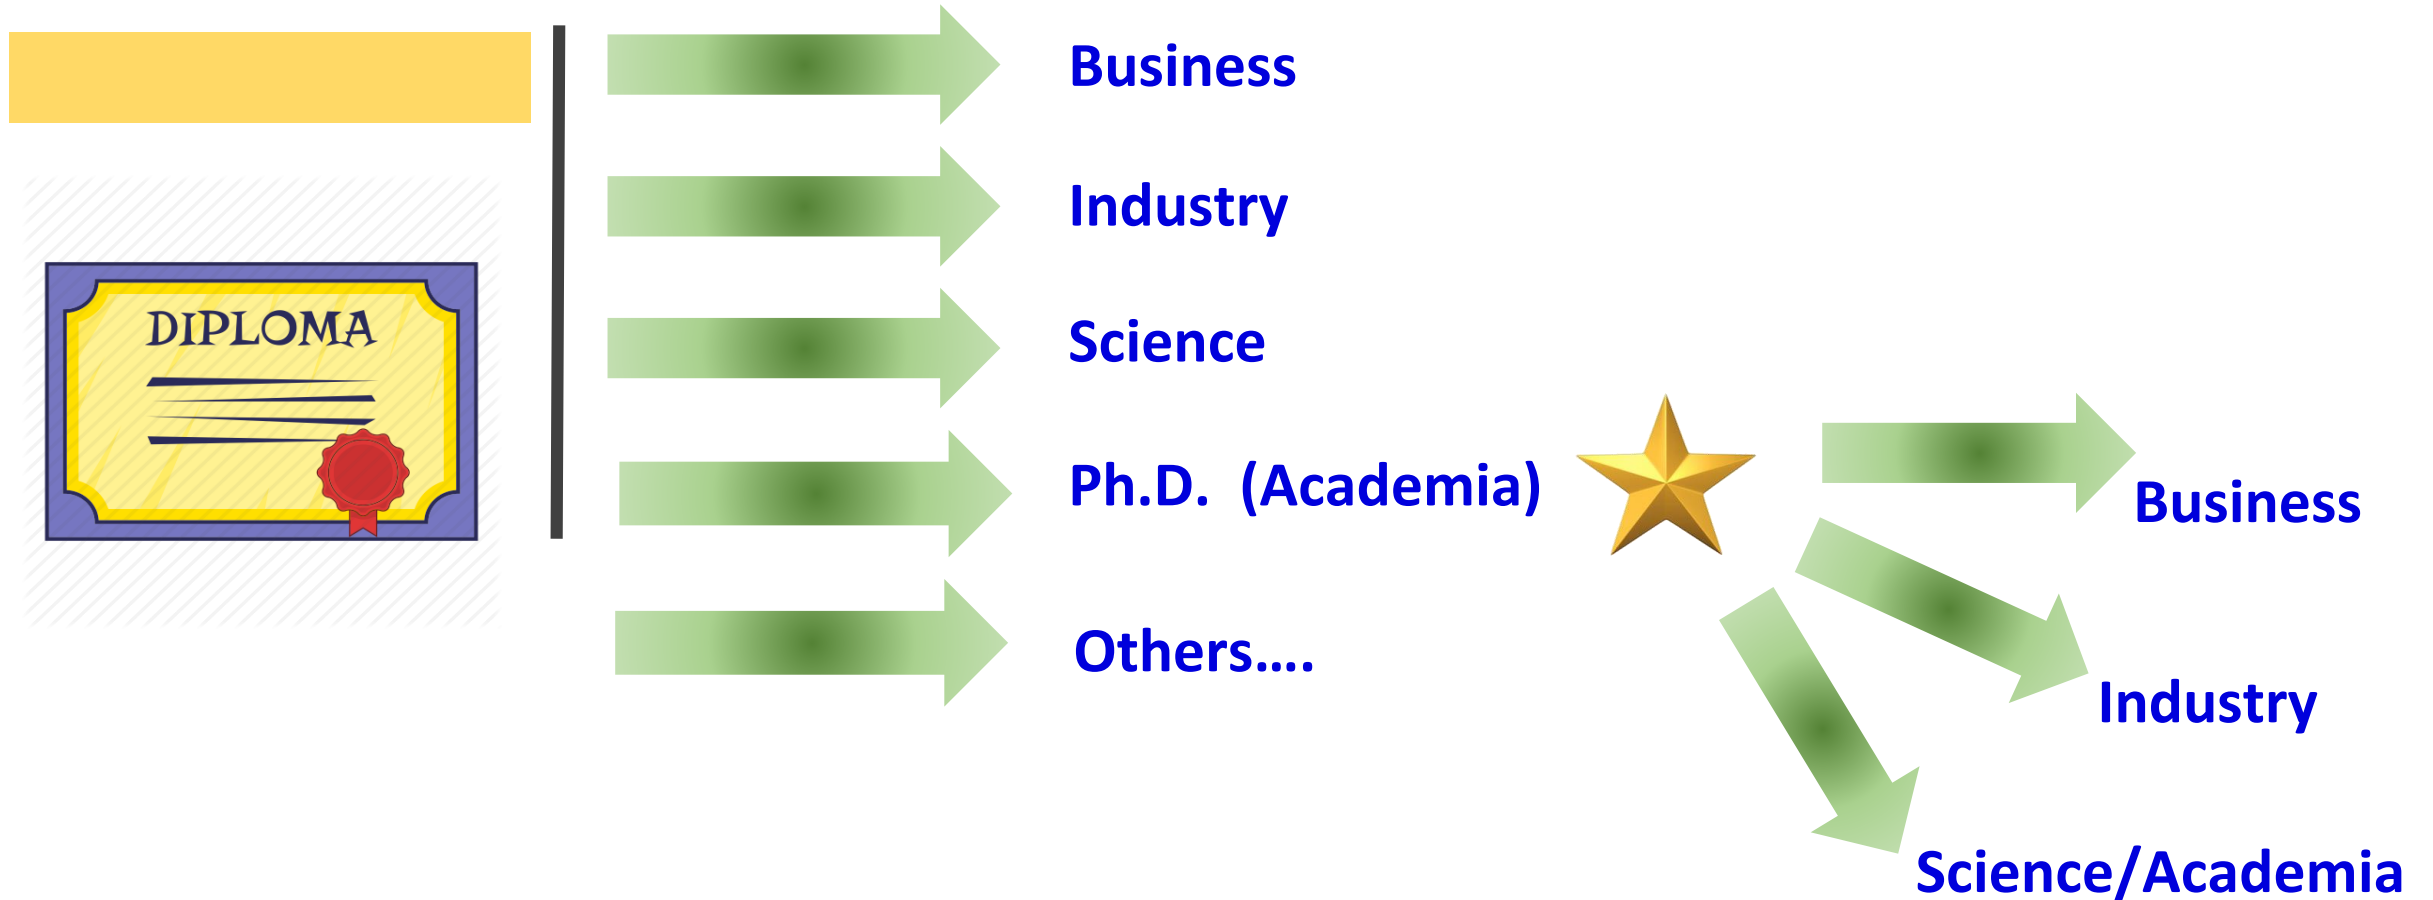 DIPLOMA
Business
Industry
Science
Ph.D. (Academia)
Others....
Business
Industry
Science/Academia